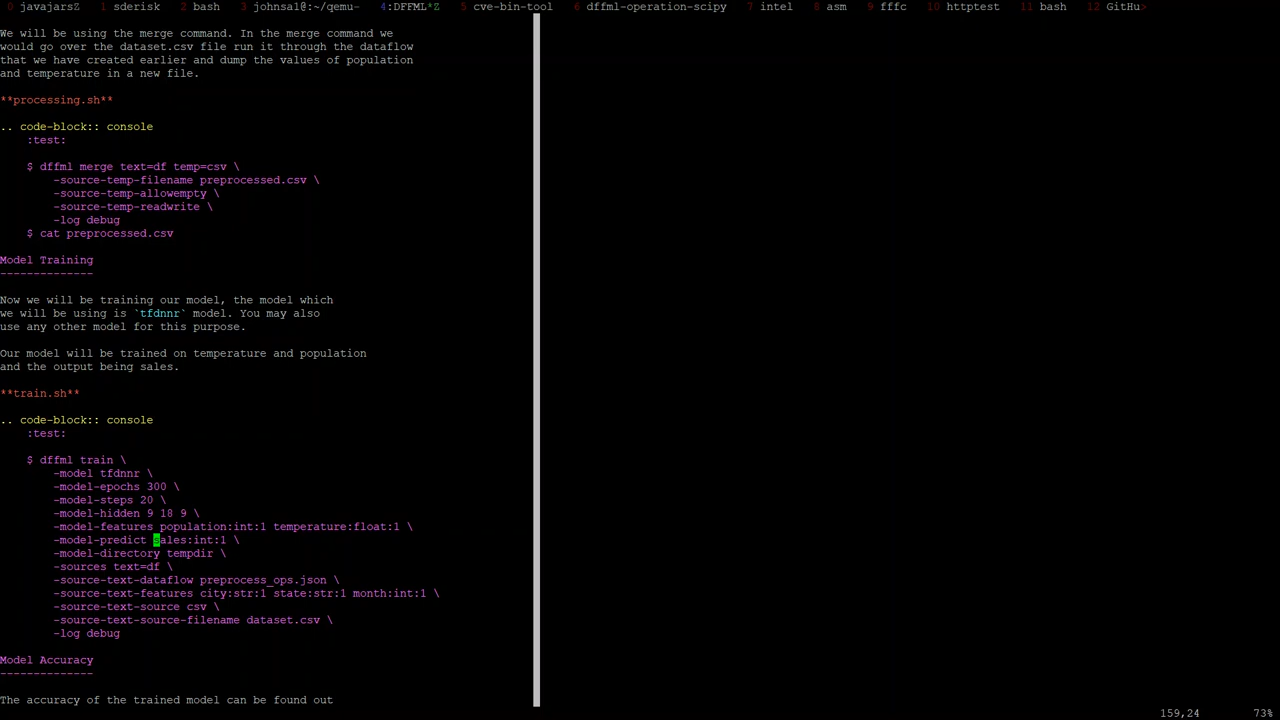 0 javajarsZ 1 sderisk 2 bash 3 johnsal@:~/qemu- 4:DFFML*Z 5 cve-bin-tool 6 dffml-operation-scipy 7 intel 8 asm 9 fffc 10 httptest 11 bash 12 GitHu>
We will be using the merge command. In the merge command we
would go over the dataset.csv file run it through the dataflow
that we have created earlier and dump the values of population
and temperature in a new file.
**processing.sh**
.. code-block:: console
:test:
$ dffml merge text=df temp=csv \
-source-temp-filename preprocessed.csv \
-source-temp-allowempty \
-source-temp-readwrite \
-log debug
$ cat preprocessed.csv
Model Training
--------------
Now we will be training our model, the model which
we will be using is `tfdnnr` model. You may also
use any other model for this purpose.
Our model will be trained on temperature and population
and the output being sales.
**train.sh**
.. code-block:: console
:test:
$ dffml train \
-model tfdnnr \
-model-epochs 300 \
-model-steps 20 \
-model-hidden 9 18 9 \
-model-features population:int:1 temperature:float:1 \
-model-predict sales:int:1 \
-model-directory tempdir \
-sources text=df \
-source-text-dataflow preprocess_ops.json \
-source-text-features city:str:1 state:str:1 month:int:1 \
-source-text-source csv \
-source-text-source-filename dataset.csv \
-log debug
Model Accuracy
--------------
The accuracy of the trained model can be found out
159,24 73%